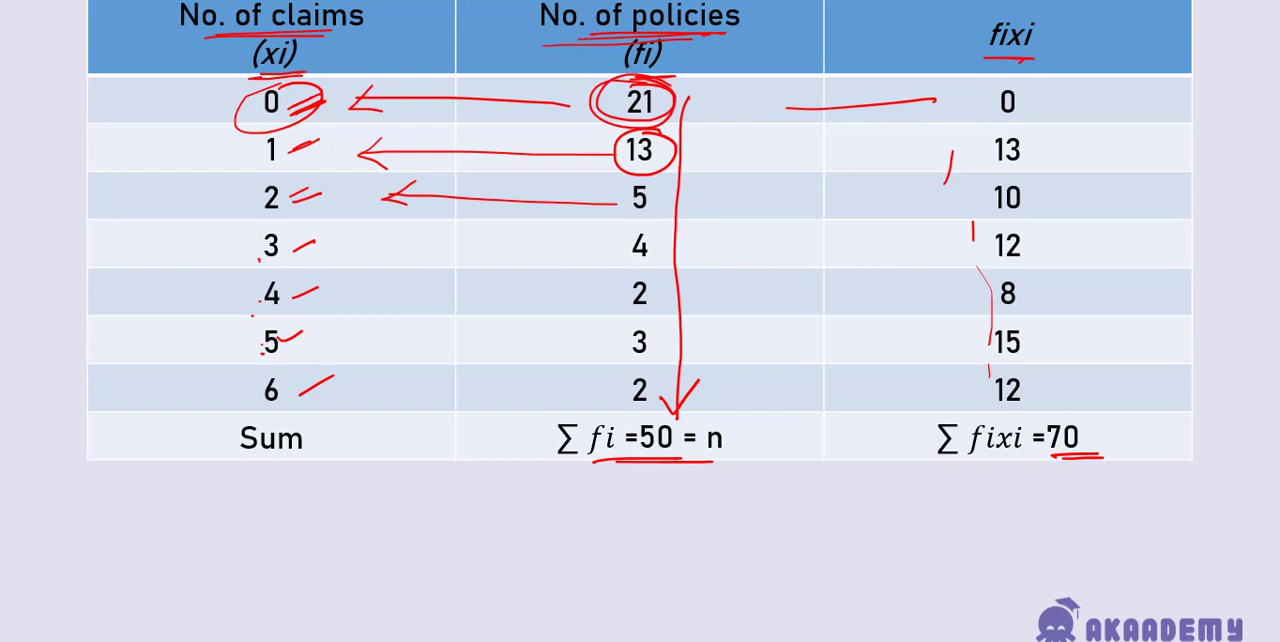 No. of claims No. of policies fixi
(xi) (fi)
0 21 0
1 13 13
2 5 10
3 4 12
4 2 8
5 3 15
6 2 12
Sum ∑ fi =50 = n ∑ fixi =70
AKAADEMY